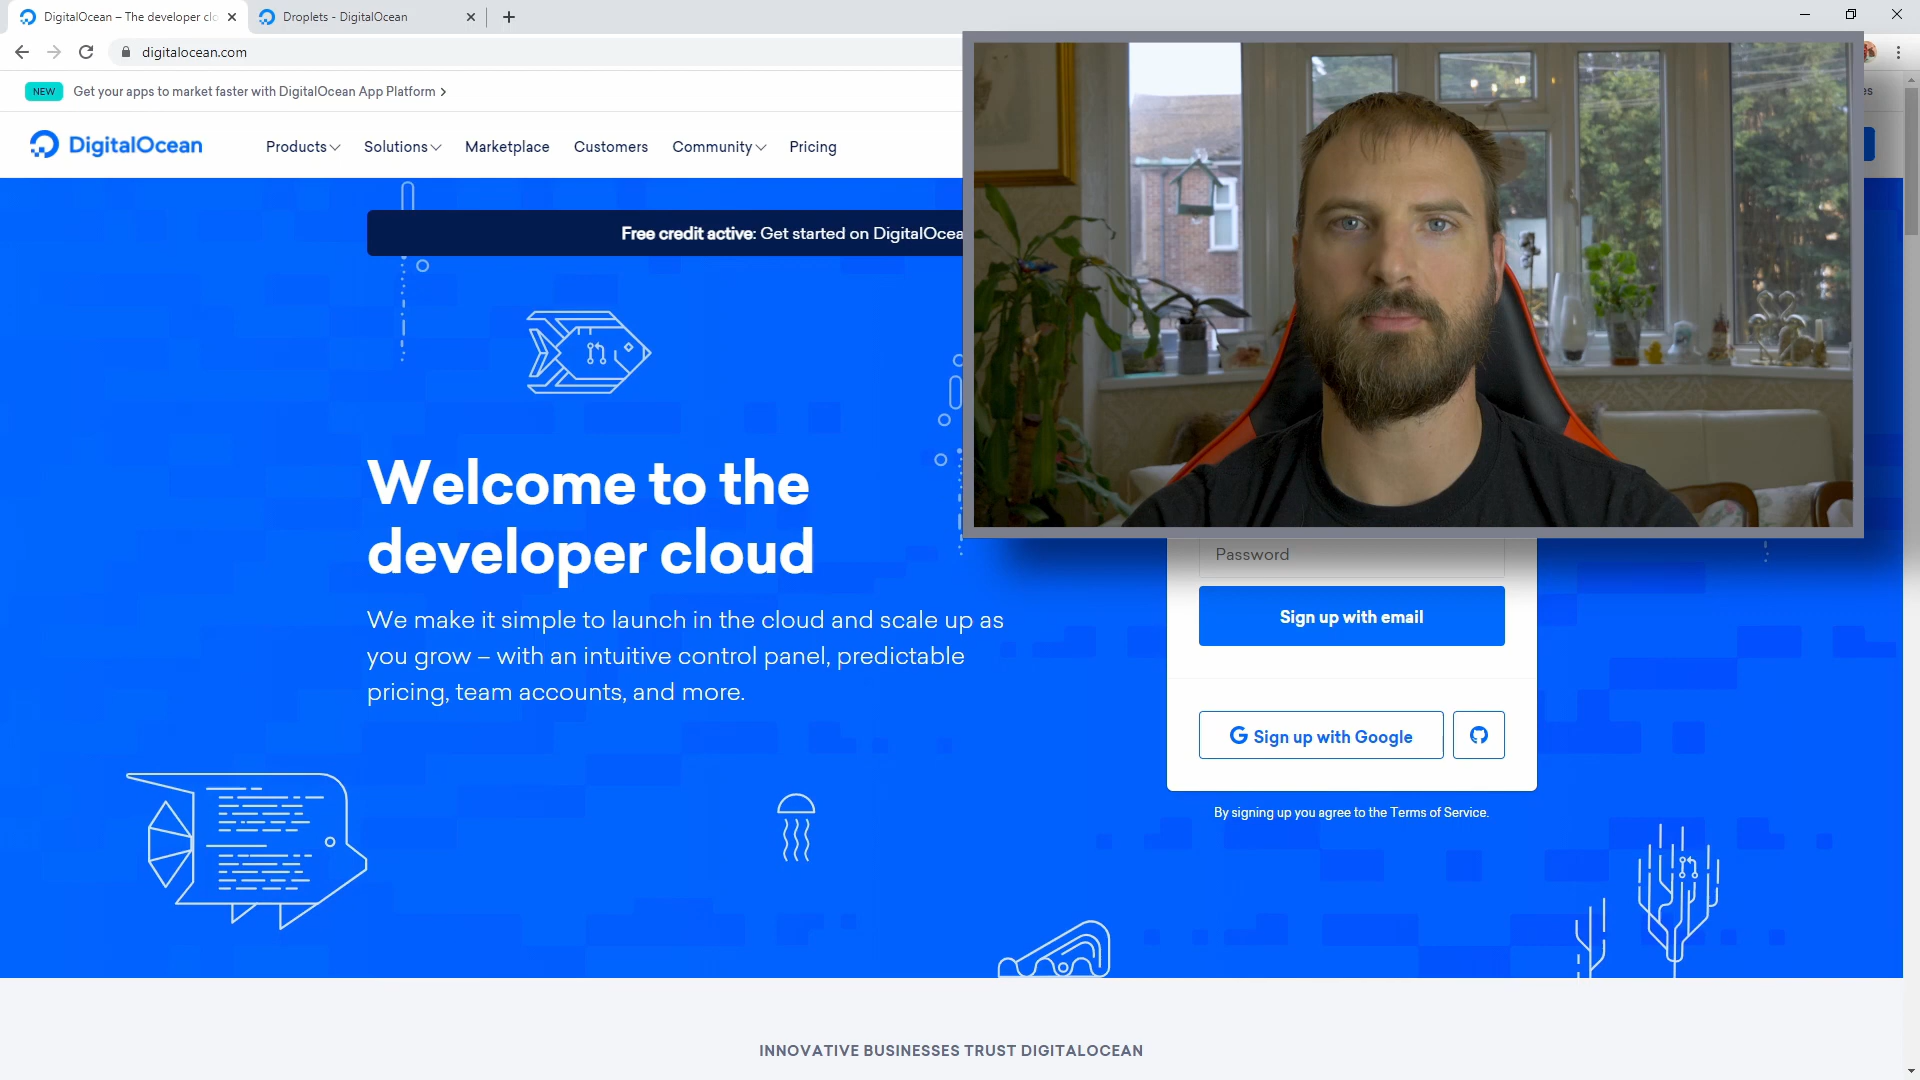 DigitalOcean – The developer clo
Droplets - DigitalOcean
digitalocean.com
NEW Get your apps to market faster with DigitalOcean App Platform
DigitalOcean
Products
Solutions
Marketplace
Customers
Community
Pricing
Free credit active: Get started on DigitalOcea
Welcome to the
developer cloud
We make it simple to launch in the cloud and scale up as
you grow – with an intuitive control panel, predictable
pricing, team accounts, and more.
Password
Sign up with email
Sign up with Google
By signing up you agree to the Terms of Service.
INNOVATIVE BUSINESSES TRUST DIGITALOCEAN